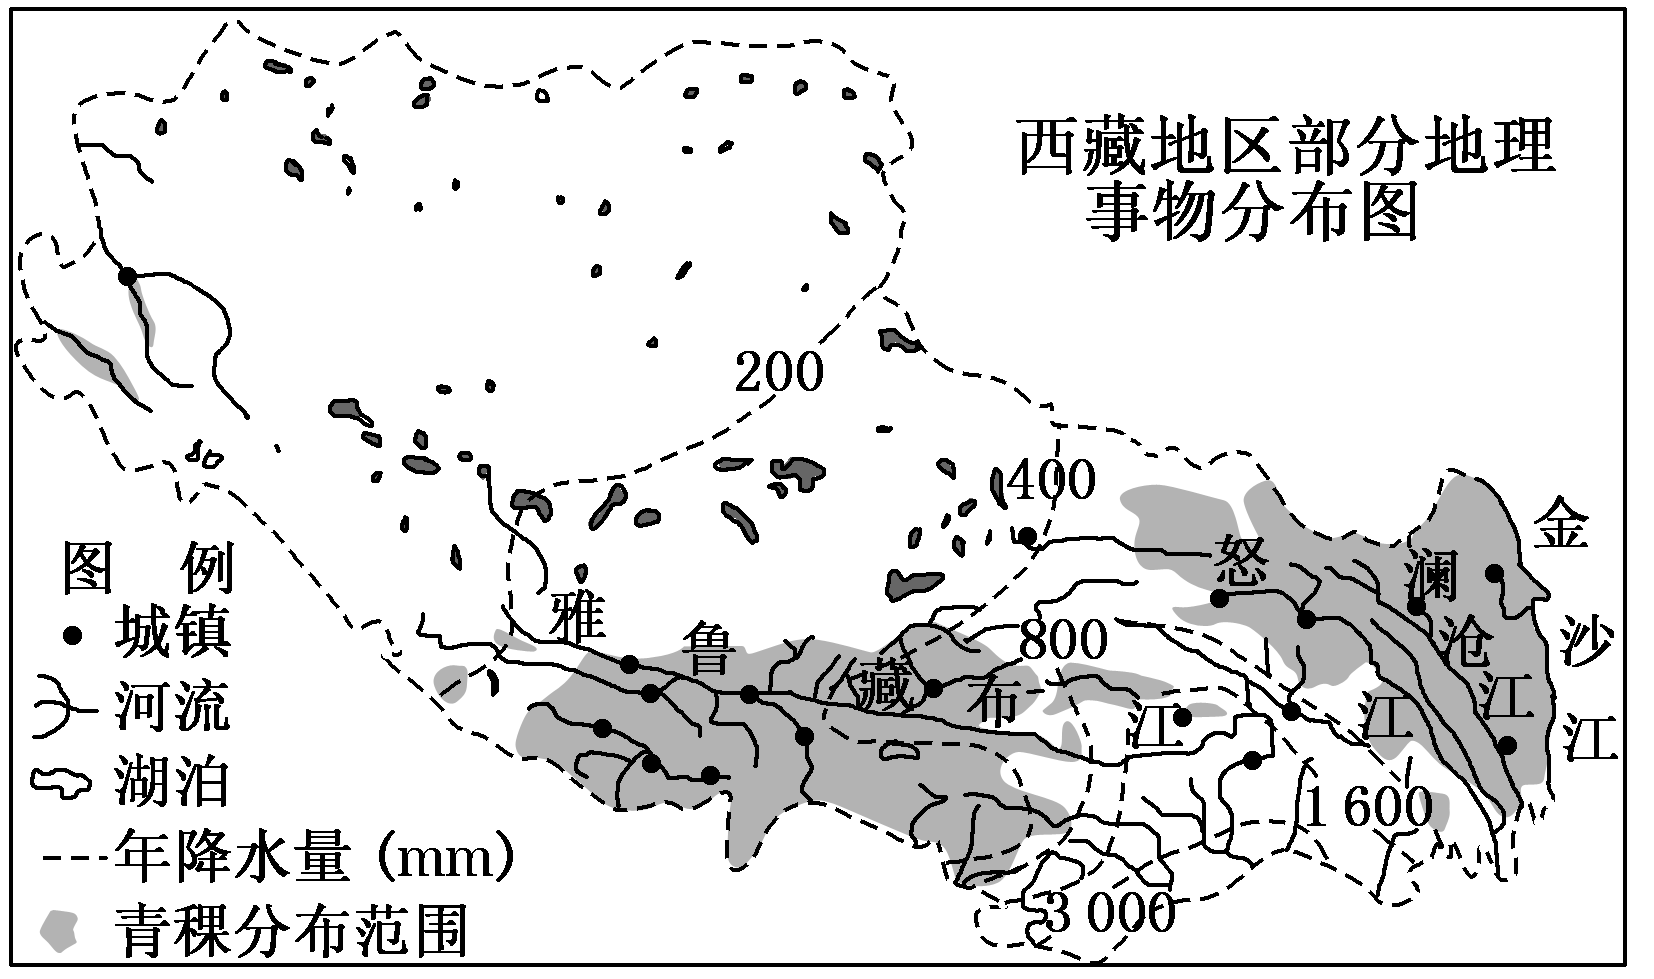 西藏地区部分地理
事物分布图
200
400
800
1 600
3 000
金
沙
江
怒
江
澜
沧
江
雅
鲁
藏
布
江
图 例
城镇
河流
湖泊
年降水量 (mm)
青稞分布范围